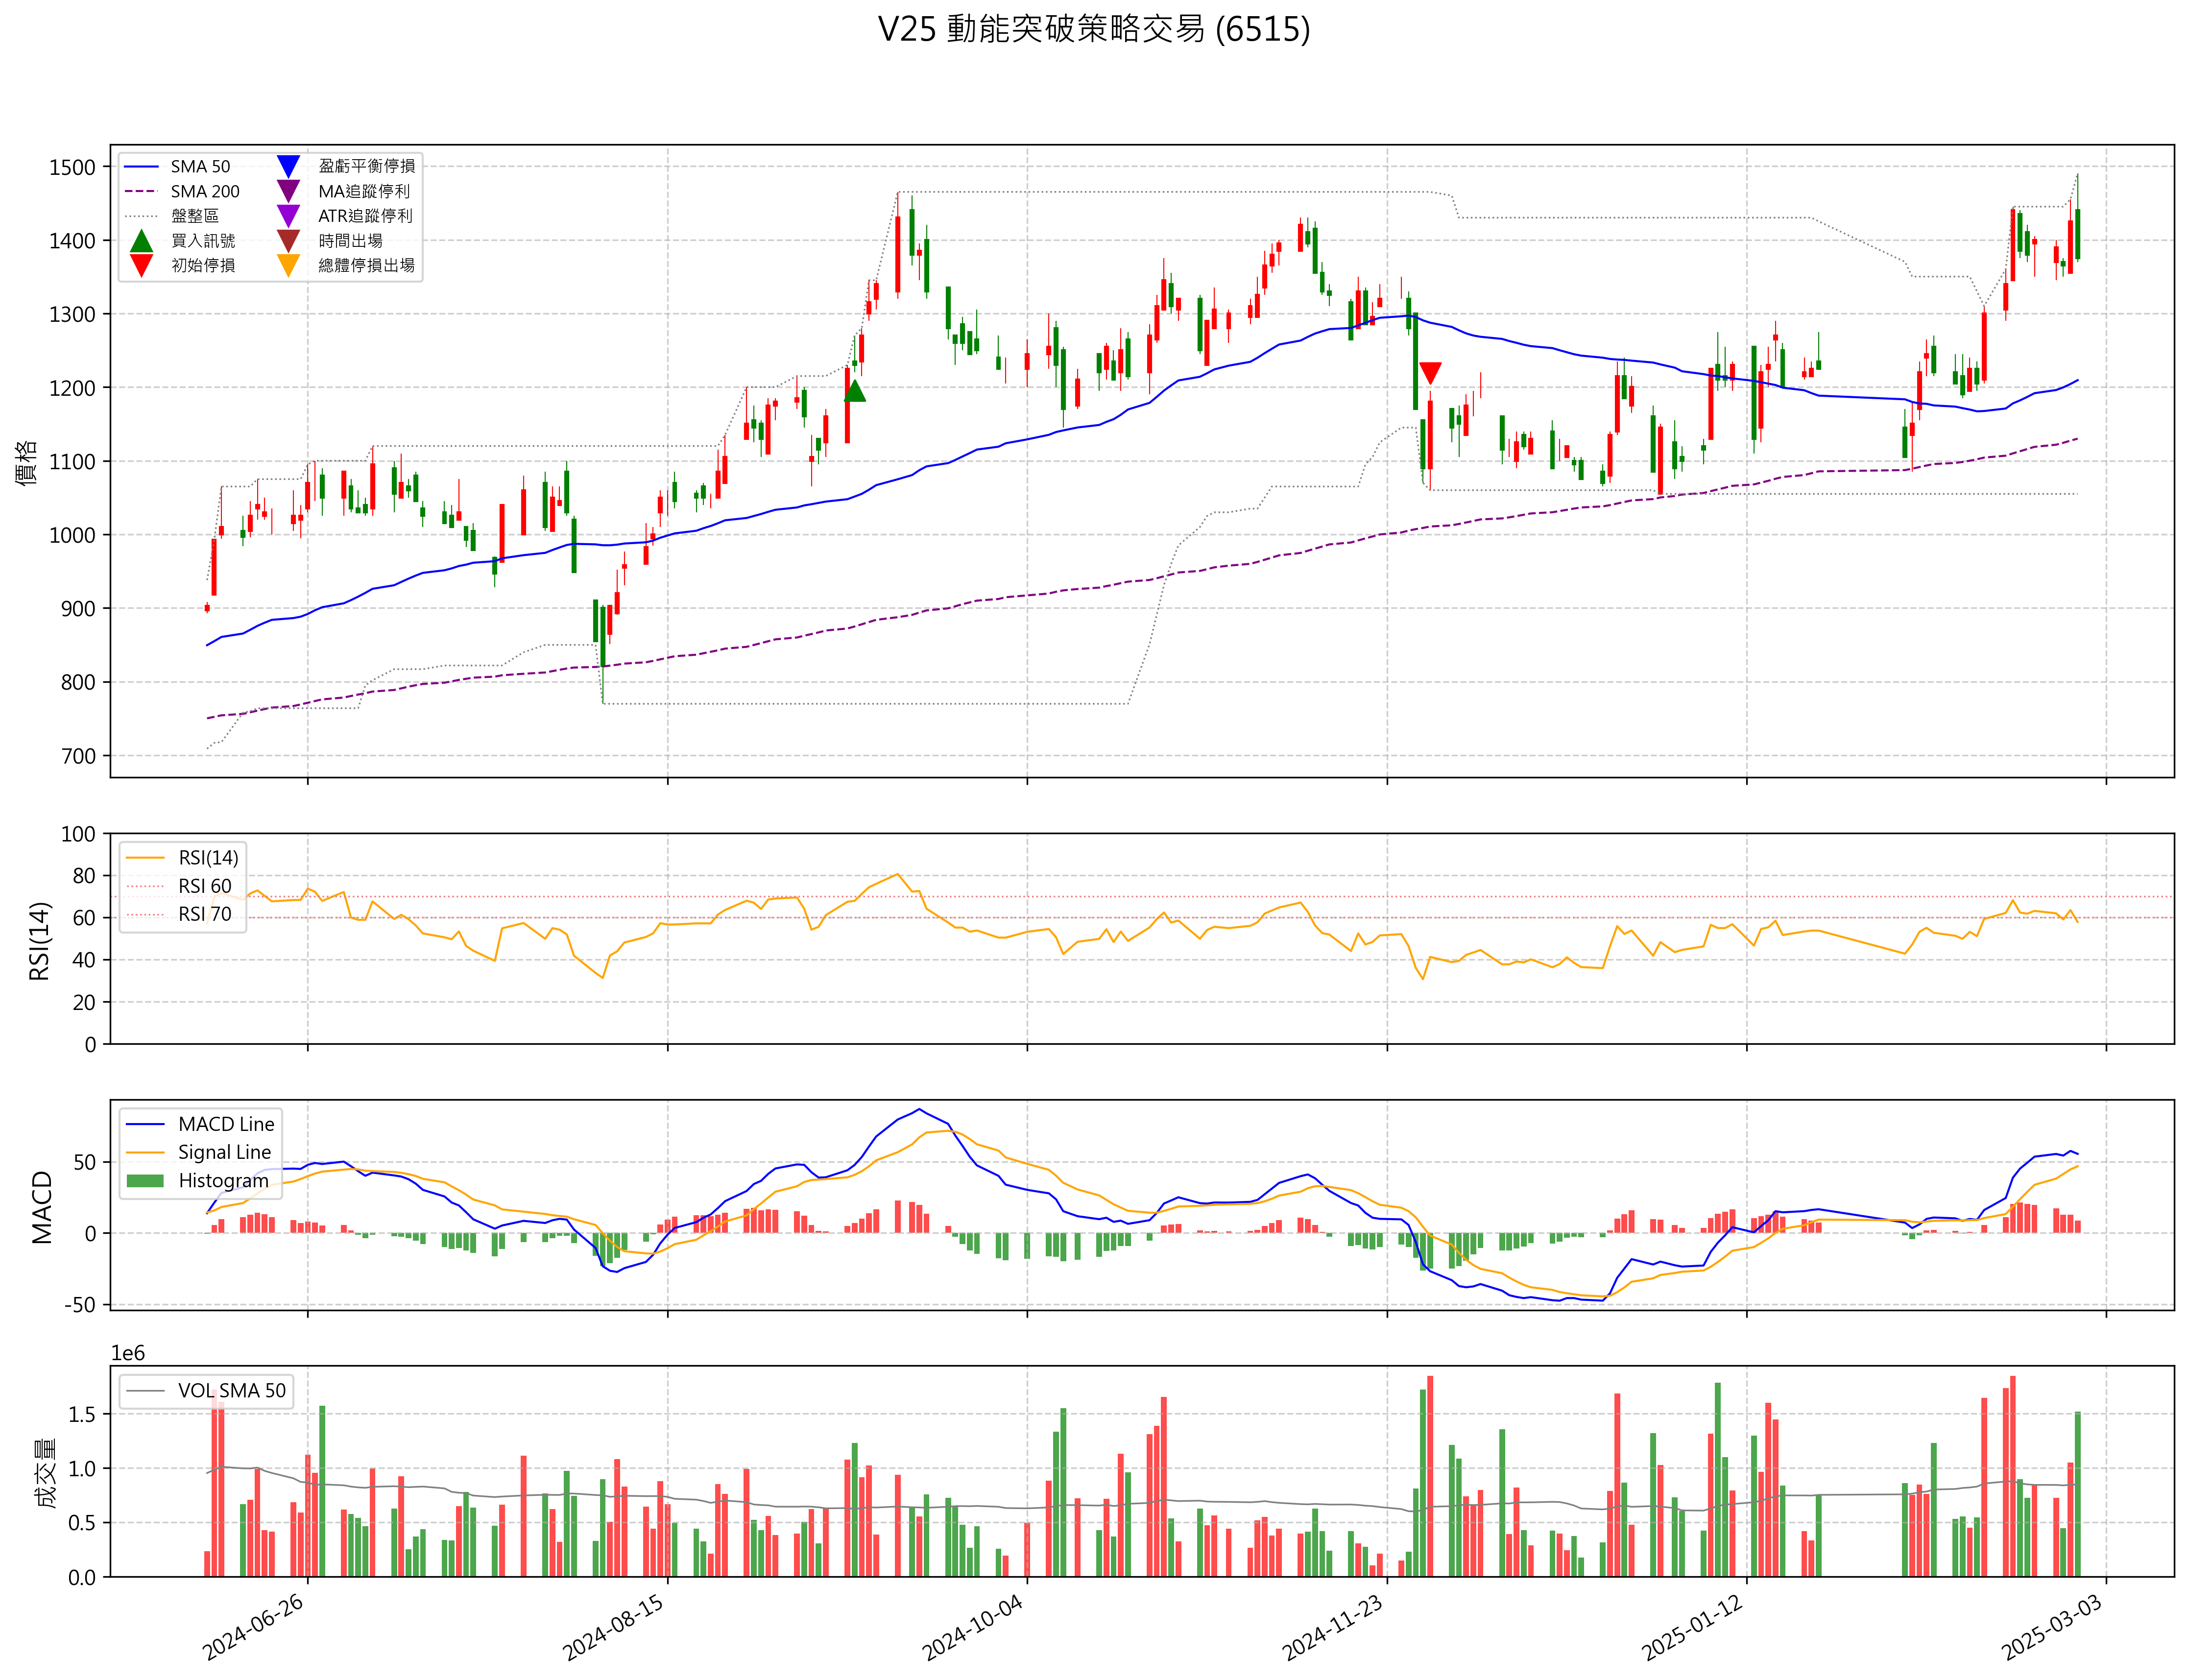 V25 動能突破策略交易 (6515)
1500
1400
1300
1200
1100
1000
900
800
700
價格
SMA 50
SMA 200
盤整區
買入訊號
初始停損
盈虧平衡停損
MA追蹤停利
ATR追蹤停利
時間出場
總體停損出場
100
80
60
40
20
0
RSI(14)
RSI(14)
RSI 60
RSI 70
50
0
-50
MACD
MACD Line
Signal Line
Histogram
1e6
1.5
1.0
0.5
0.0
成交量
VOL SMA 50
2024-06-26
2024-08-15
2024-10-04
2024-11-23
2025-01-12
2025-03-03